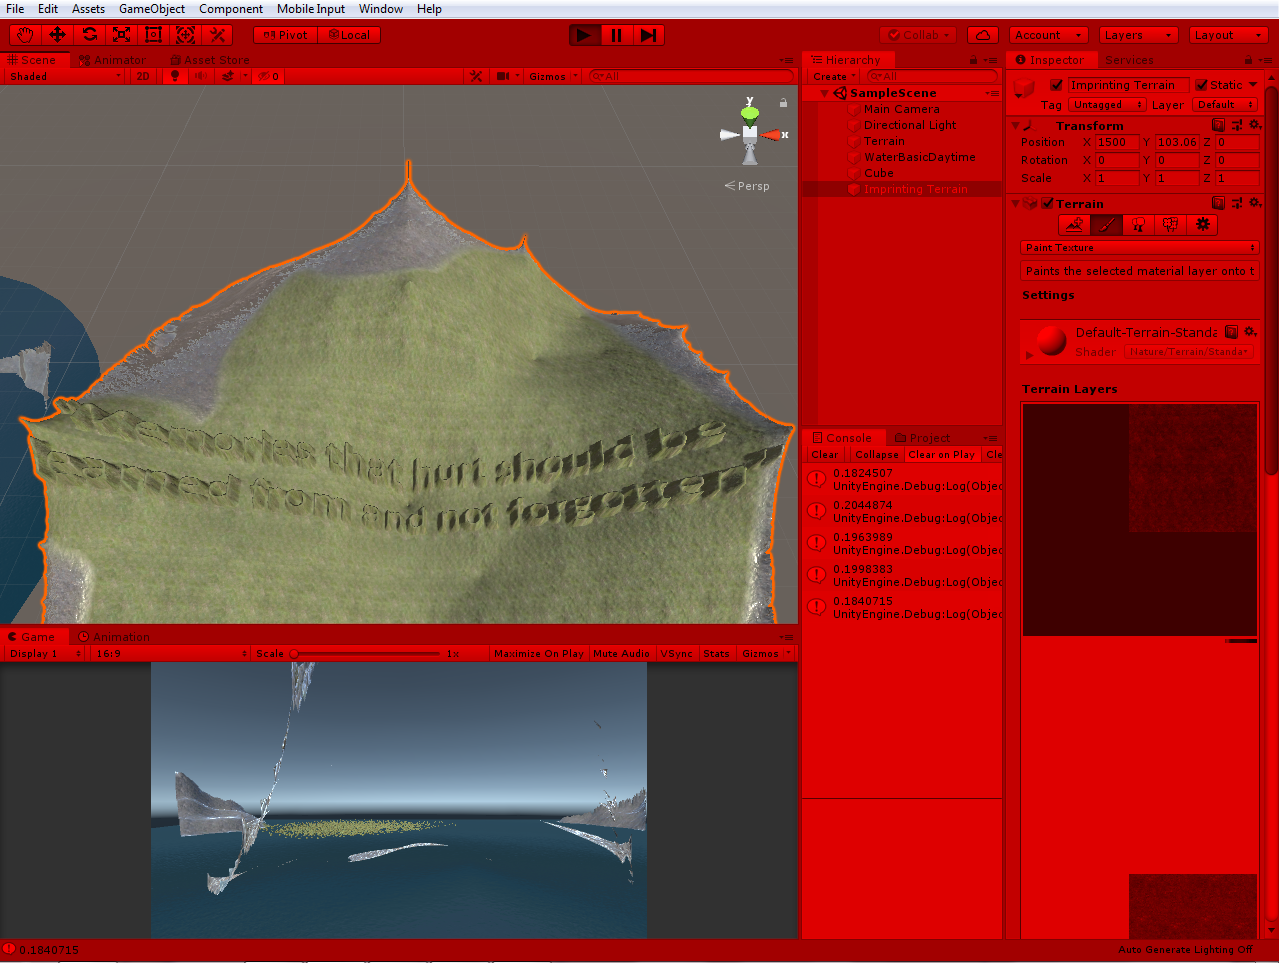 File Edit Assets GameObject Component Mobile Input Window Help
Pivot Local Collab Account Layers Layout
Scene Animator Asset Store
Shaded 2D 0 Gizmos All
y
x
Persp
Memories that hurt should be
learned from and not forgotten
Game Animation
Display 1 16:9 Scale 1x Maximize On Play Mute Audio VSync Stats Gizmos
Hierarchy
Create All
SampleScene
Main Camera
Directional Light
Terrain
WaterBasicDaytime
Cube
Imprinting Terrain
Console Project
Clear Collapse Clear on Play Cle
0.1824507
UnityEngine.Debug:Log(Objec
0.2044874
UnityEngine.Debug:Log(Objec
0.1963989
UnityEngine.Debug:Log(Objec
0.1998383
UnityEngine.Debug:Log(Objec
0.1840715
UnityEngine.Debug:Log(Objec
Inspector Services
Imprinting Terrain Static
Tag Untagged Layer Default
Transform
Position X 1500 Y 103.06 Z 0
Rotation X 0 Y 0 Z 0
Scale X 1 Y 1 Z 1
Terrain
Paint Texture
Paints the selected material layer onto t
Settings
Default-Terrain-Standa
Shader Nature/Terrain/Standa
Terrain Layers
0.1840715 Auto Generate Lighting Off